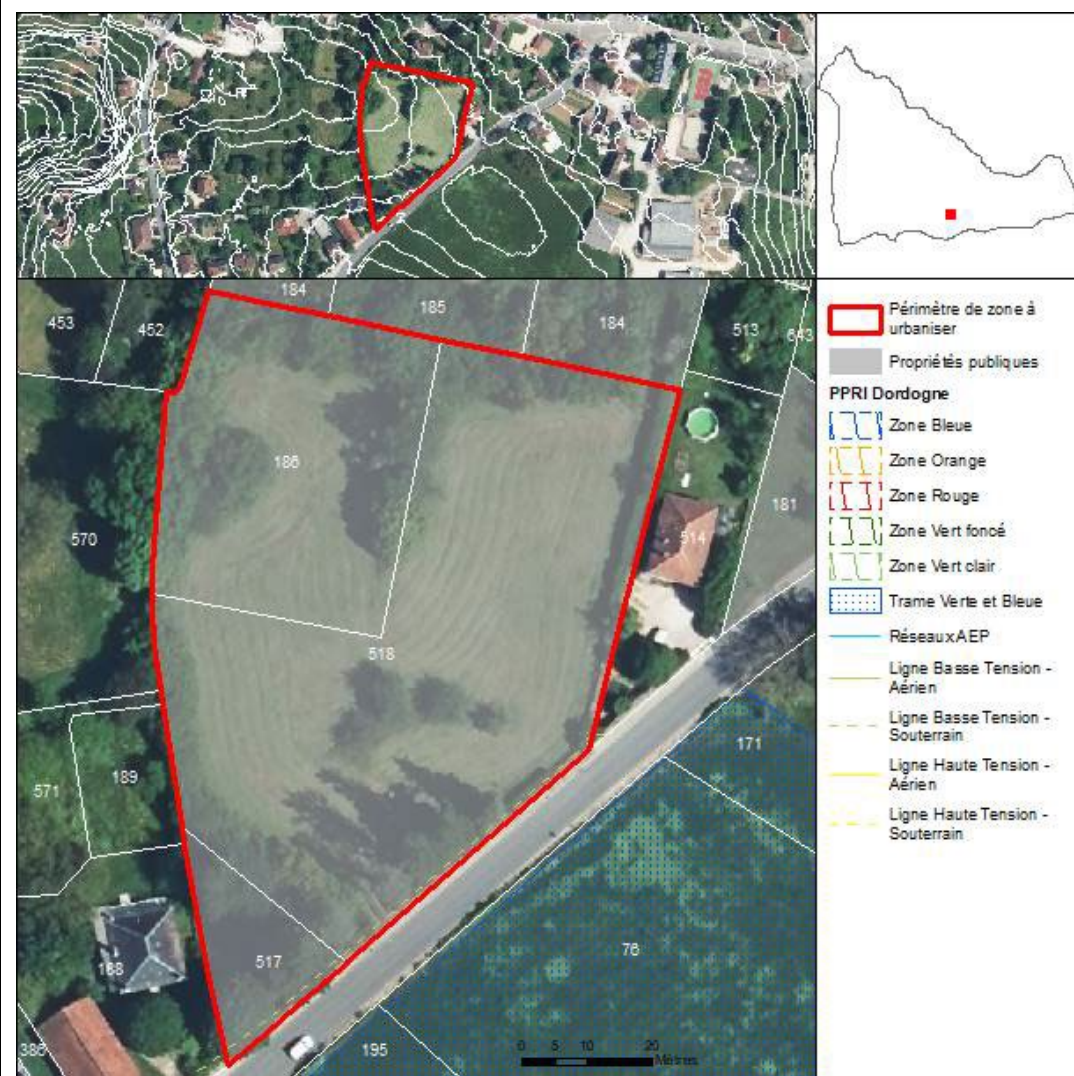 184
185
184
453
452
513
643
186
181
570
514
518
571
189
171
188
517
76
386
195
0 5 10 20
Mètres
Périmètre de zone à
urbaniser
Propriétés publiques
PPRI Dordogne
Zone Bleue
Zone Orange
Zone Rouge
Zone Vert foncé
Zone Vert clair
Trame Verte et Bleue
Réseaux AEP
Ligne Basse Tension -
Aérien
Ligne Basse Tension -
Souterrain
Ligne Haute Tension -
Aérien
Ligne Haute Tension -
Souterrain